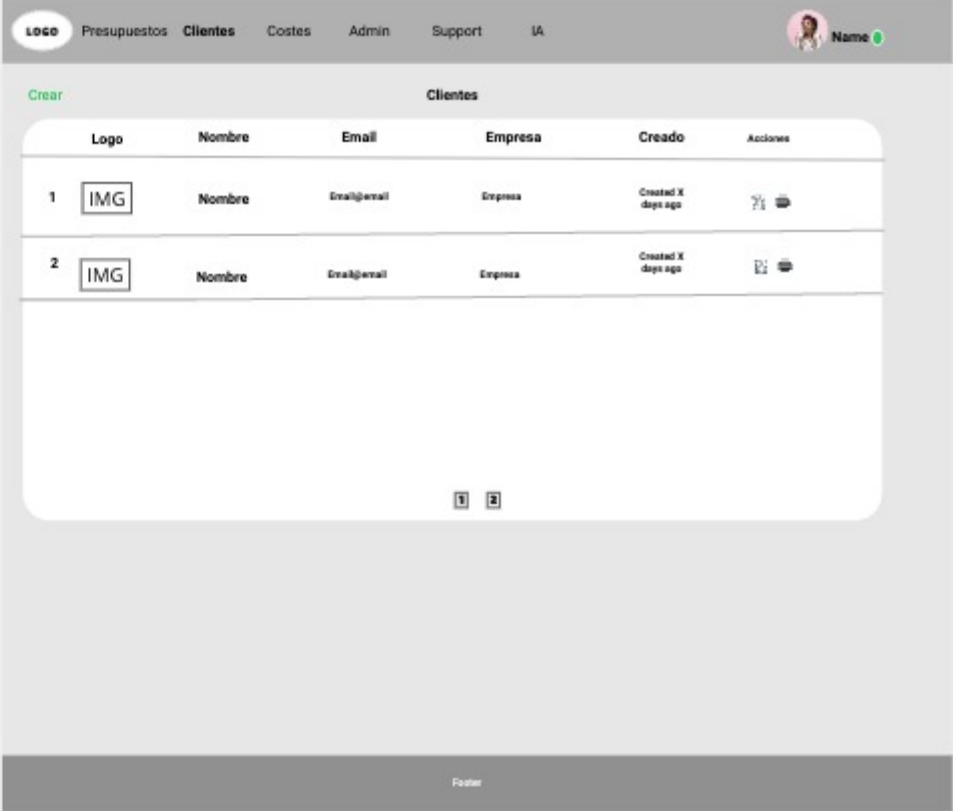 LOGO Presupuestos Clientes Costes Admin Support IA Name
Crear Clientes
Logo Nombre Email Empresa Creado Acciones
1 IMG Nombre Email@email Empresa Created X
days ago
2 IMG Nombre Email@email Empresa Created X
days ago
1 2
Footer